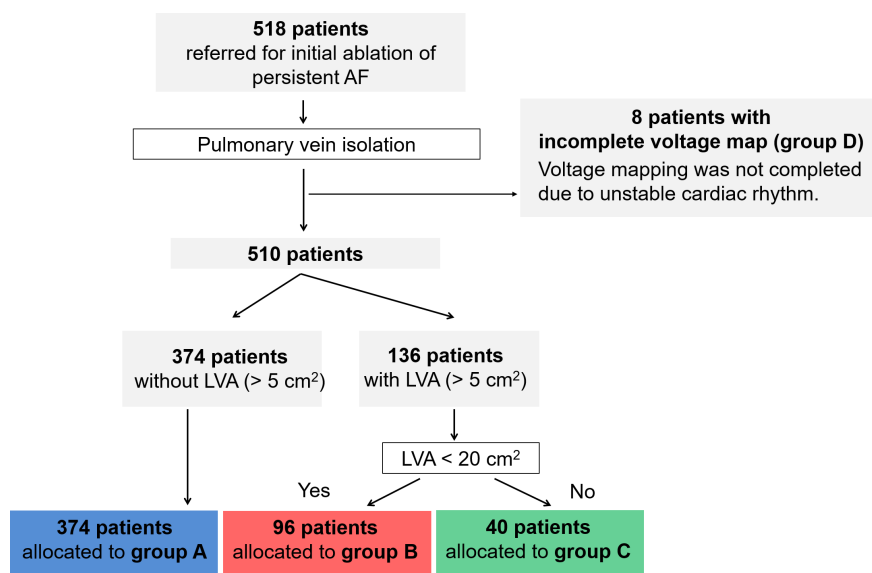 518 patients
referred for initial ablation of
persistent AF
Pulmonary vein isolation
8 patients with
incomplete voltage map (group D)
Voltage mapping was not completed
due to unstable cardiac rhythm.
510 patients
374 patients
without LVA (> 5 cm²)
136 patients
with LVA (> 5 cm²)
LVA < 20 cm²
Yes
No
374 patients
allocated to group A
96 patients
allocated to group B
40 patients
allocated to group C